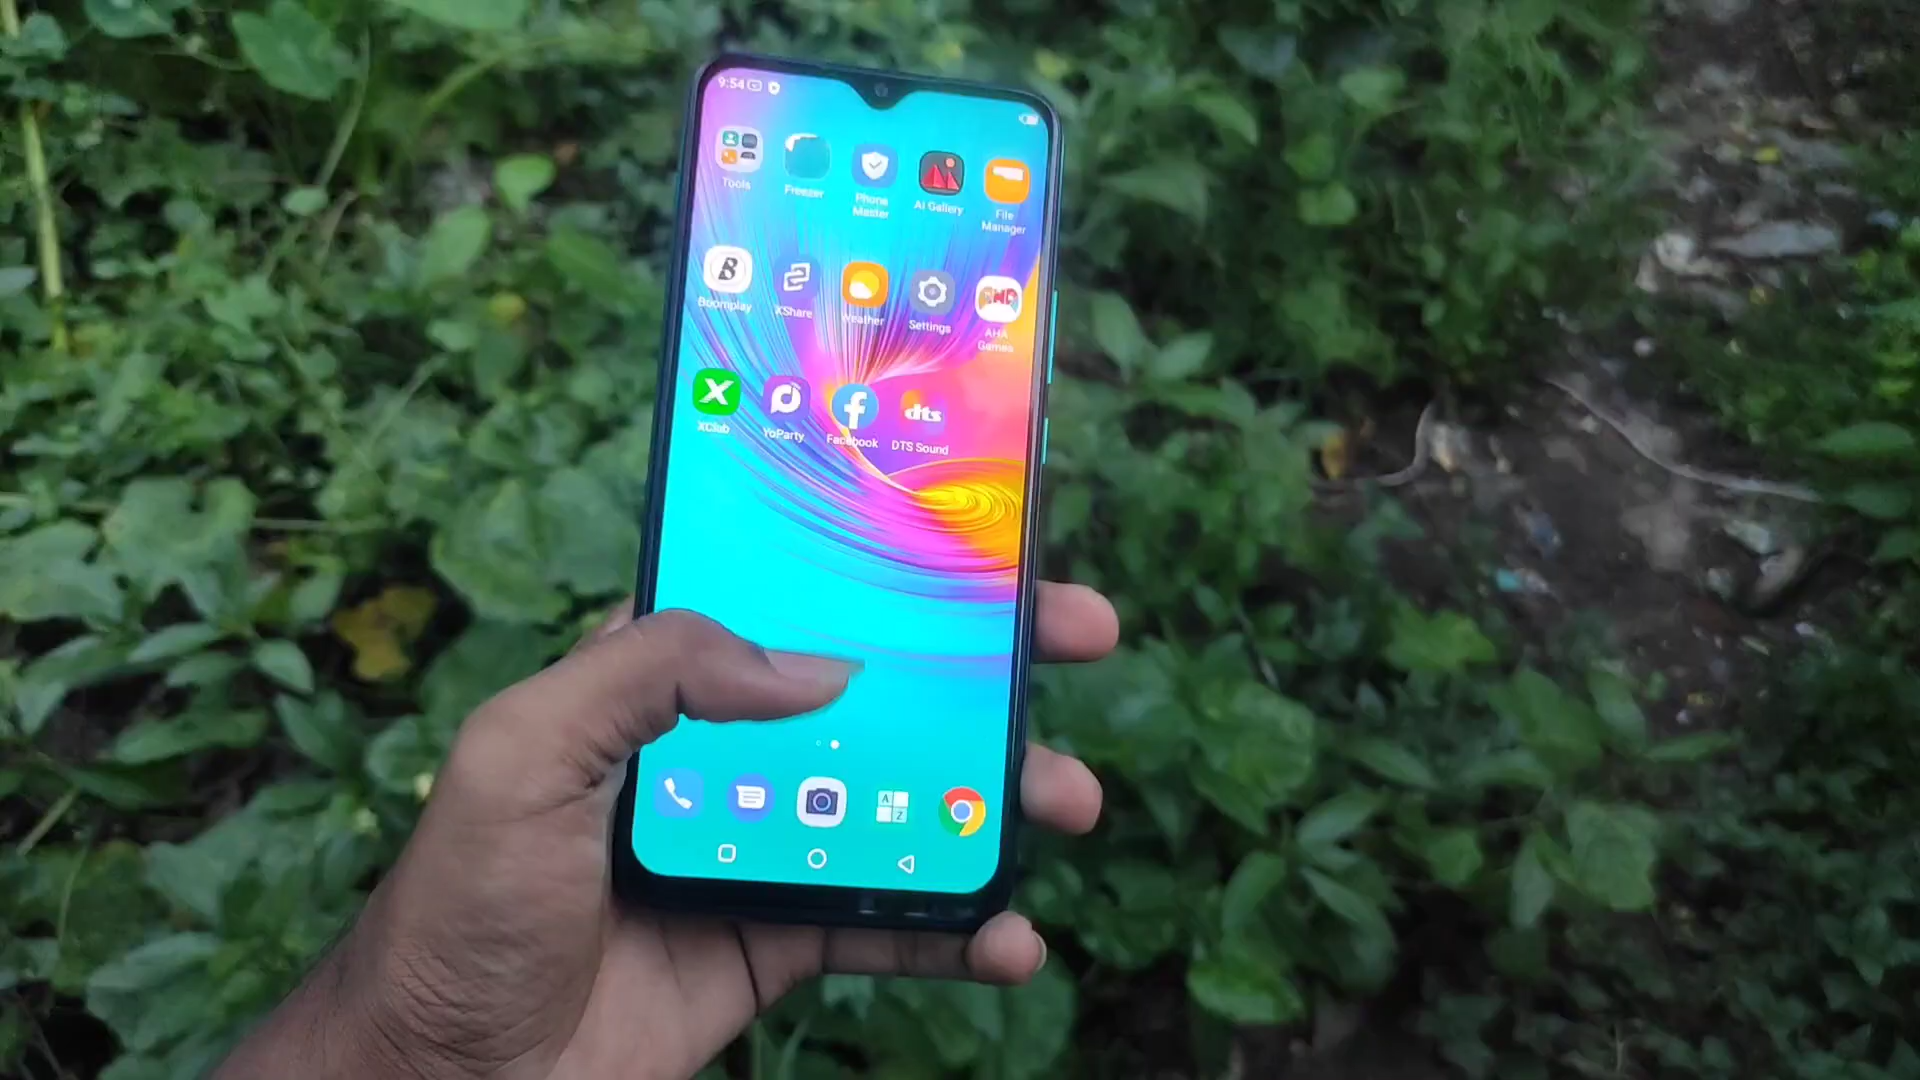 9:54
Tools
Freezer
Phone
Master
AI Gallery
File
Manager
B
Boomplay
XShare
Weather
Settings
AHA
AHA
Games
X
XClub
YoParty
f
Facebook
dts
DTS Sound
A
Z